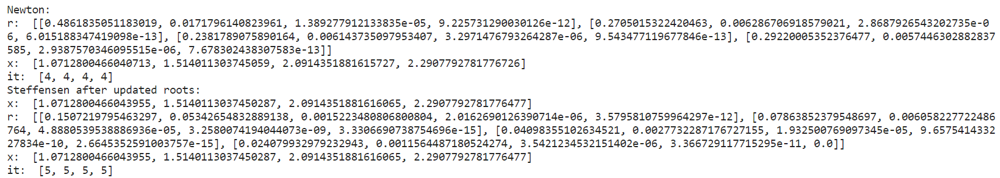 Newton:
r:  [[0.4861835051183019, 0.0171796140823961, 1.389277912133835e-05, 9.225731290030126e-12], [0.2705015322420463, 0.006286706918579021, 2.8687926543202735e-0
6, 6.015188347419098e-13], [0.2381789075890164, 0.006143735097953407, 3.2971476793264287e-06, 9.543477119677846e-13], [0.29220005352376477, 0.0057446302882837
585, 2.9387570346095515e-06, 7.678302438307583e-13]]
x:  [1.0712800466040713, 1.514011303745059, 2.0914351881615727, 2.2907792781776726]
it:  [4, 4, 4, 4]
Steffensen after updated roots:
x:  [1.0712800466043955, 1.5140113037450287, 2.0914351881616065, 2.2907792781776477]
r:  [[0.1507219795463297, 0.05342654832889138, 0.0015223480806800804, 2.0162690126390714e-06, 3.5795810759964297e-12], [0.07863852379548697, 0.006058227722486
764, 4.8880539538886936e-05, 3.2580074194044073e-09, 3.3306690738754696e-15], [0.04098355102634521, 0.0027732287176727155, 1.932500769097345e-05, 9.6575414332
27834e-10, 2.6645352591003757e-15], [0.024079932979232943, 0.0011564487180524274, 3.5421234532151402e-06, 3.366729117715295e-11, 0.0]]
x:  [1.0712800466043955, 1.5140113037450287, 2.0914351881616065, 2.2907792781776477]
it:  [5, 5, 5, 5]